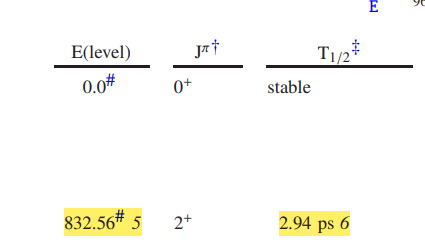 E
E(level) Jπ† T1/2‡
0.0# 0+ stable
832.56# 5 2+ 2.94 ps 6